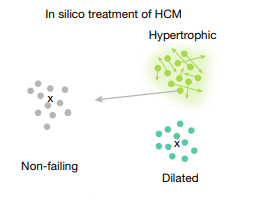 In silico treatment of HCM
Hypertrophic
x
x
Non-failing
Dilated